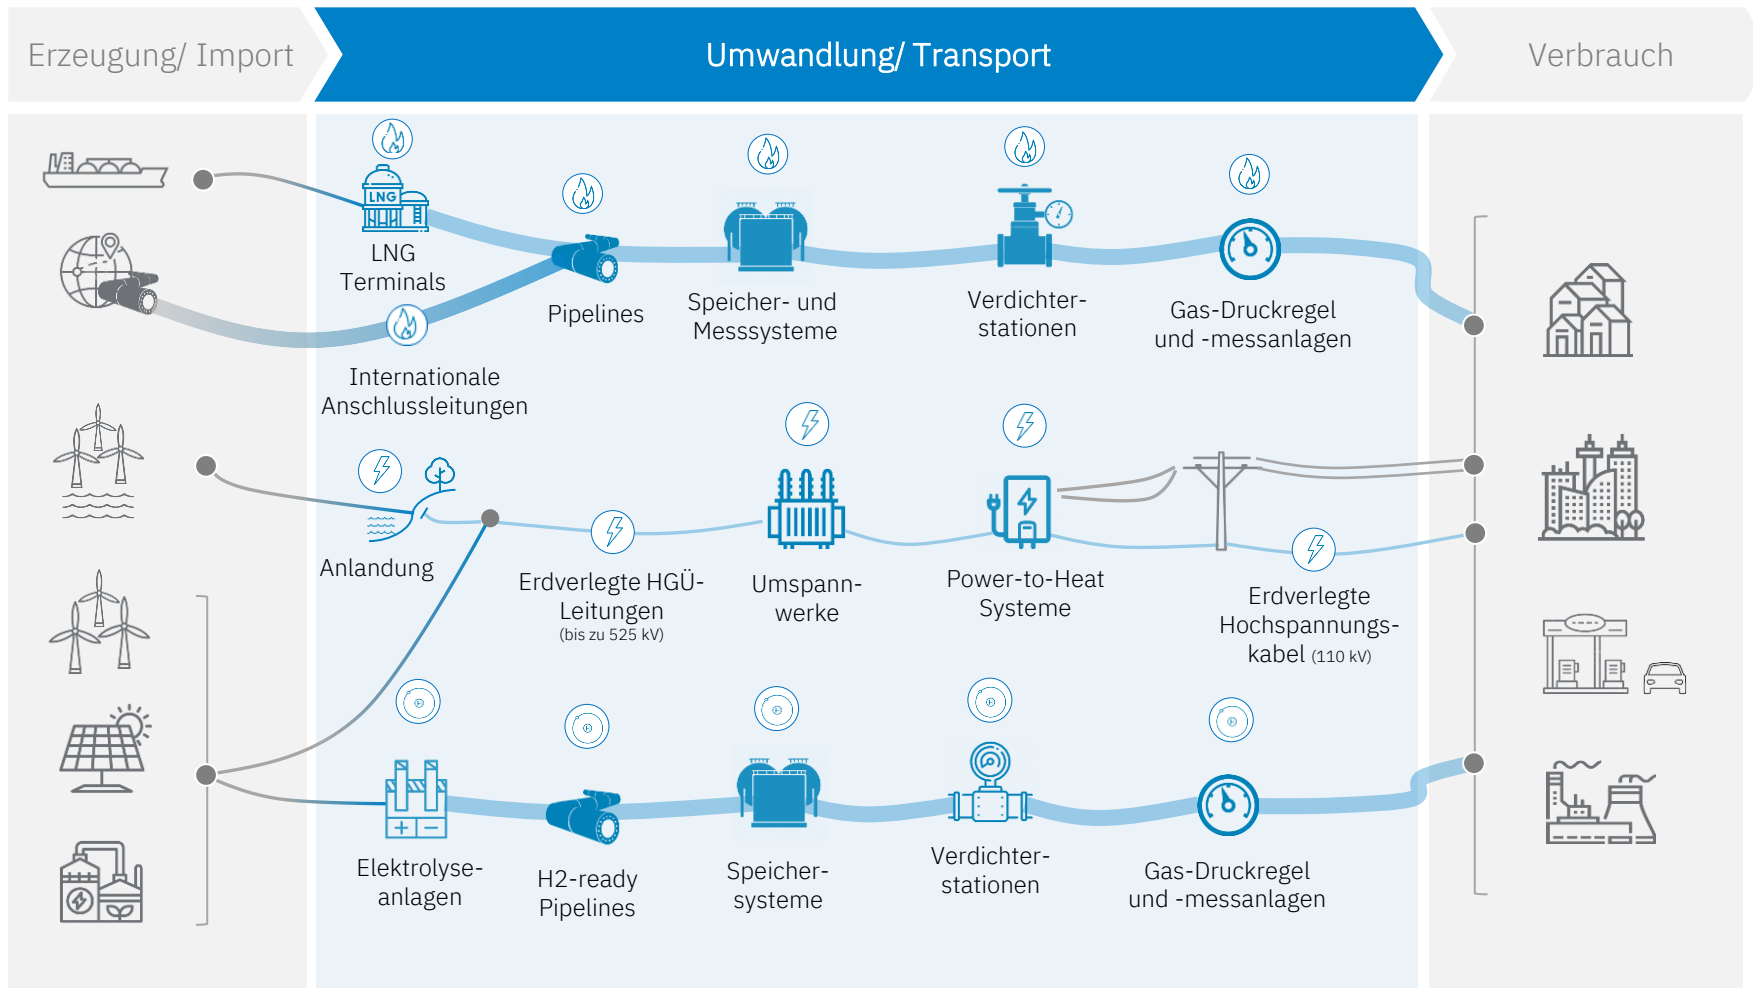 Erzeugung/ Import
Umwandlung/ Transport
Verbrauch
LNG
LNG
Terminals
Pipelines
Speicher- und
Messsysteme
Verdichter-
stationen
Gas-Druckregel
und -messanlagen
Internationale
Anschlussleitungen
Anlandung
Erdverlegte HGÜ-
Leitungen
(bis zu 525 kV)
Umspann-
werke
Power-to-Heat
Systeme
Erdverlegte
Hochspannungs-
kabel (110 kV)
Elektrolyse-
anlagen
H2-ready
Pipelines
Speicher-
systeme
Verdichter-
stationen
Gas-Druckregel
und -messanlagen